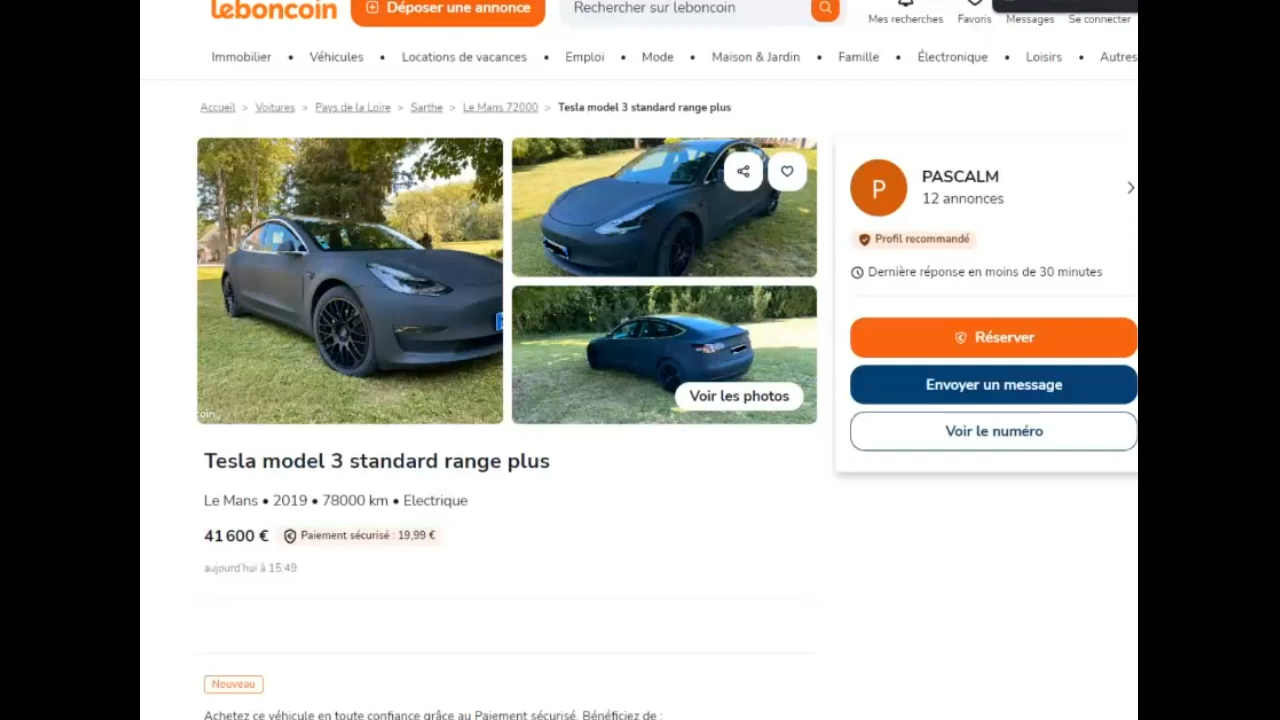 leboncoin
Déposer une annonce
Rechercher sur leboncoin
Mes recherches
Favoris
Messages
Se connecter
Immobilier • Véhicules • Locations de vacances • Emploi • Mode • Maison & Jardin • Famille • Électronique • Loisirs • Autres
Accueil > Voitures > Pays de la Loire > Sarthe > Le Mans 72000 > Tesla model 3 standard range plus
PASCALM
12 annonces
Profil recommandé
Dernière réponse en moins de 30 minutes
Réserver
Envoyer un message
Voir le numéro
Voir les photos
Tesla model 3 standard range plus
Le Mans • 2019 • 78000 km • Electrique
41 600 €
Paiement sécurisé : 19,99 €
aujourd'hui à 15:49
Nouveau
Achetez ce véhicule en toute confiance grâce au Paiement sécurisé. Bénéficiez de :